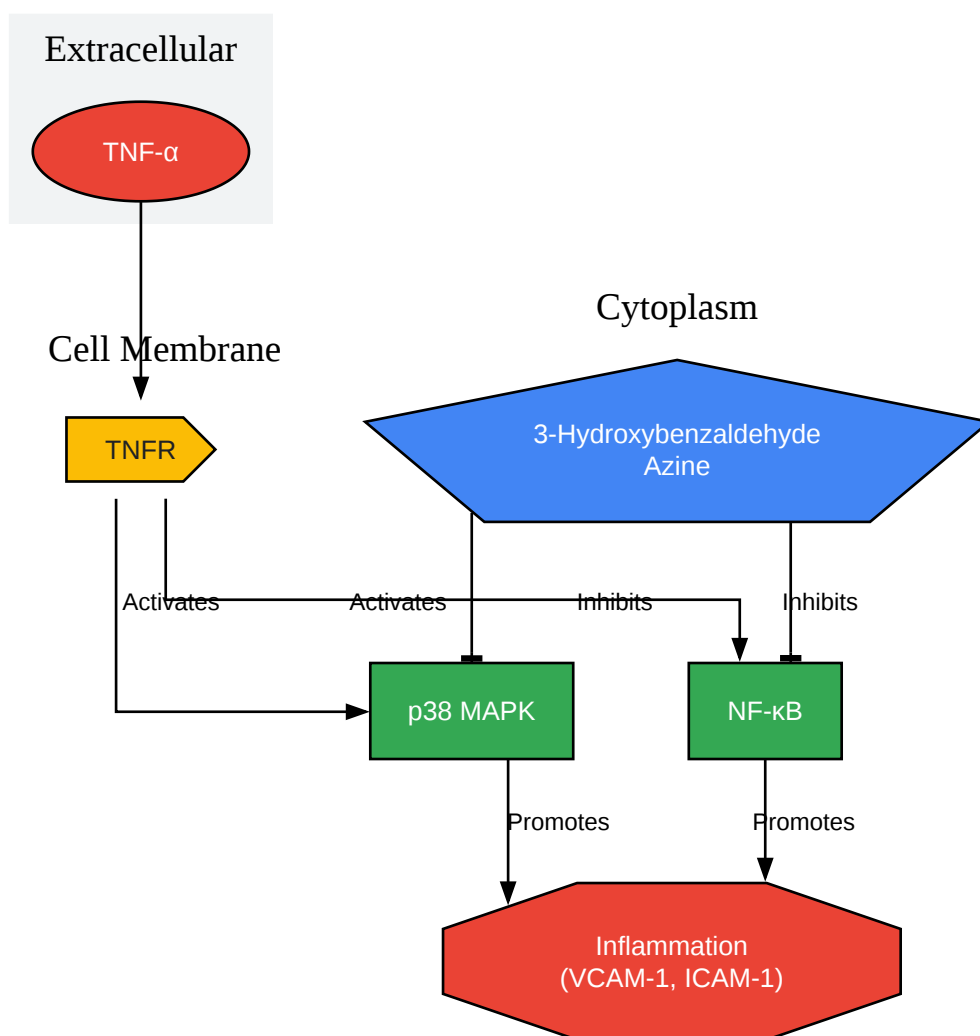 Extracellular
TNF-α
Cytoplasm
Cell Membrane
3-Hydroxybenzaldehyde
Azine
TNFR
Activates
Activates
Inhibits
Inhibits
p38 MAPK
NF-κB
Promotes
Promotes
Inflammation
(VCAM-1, ICAM-1)